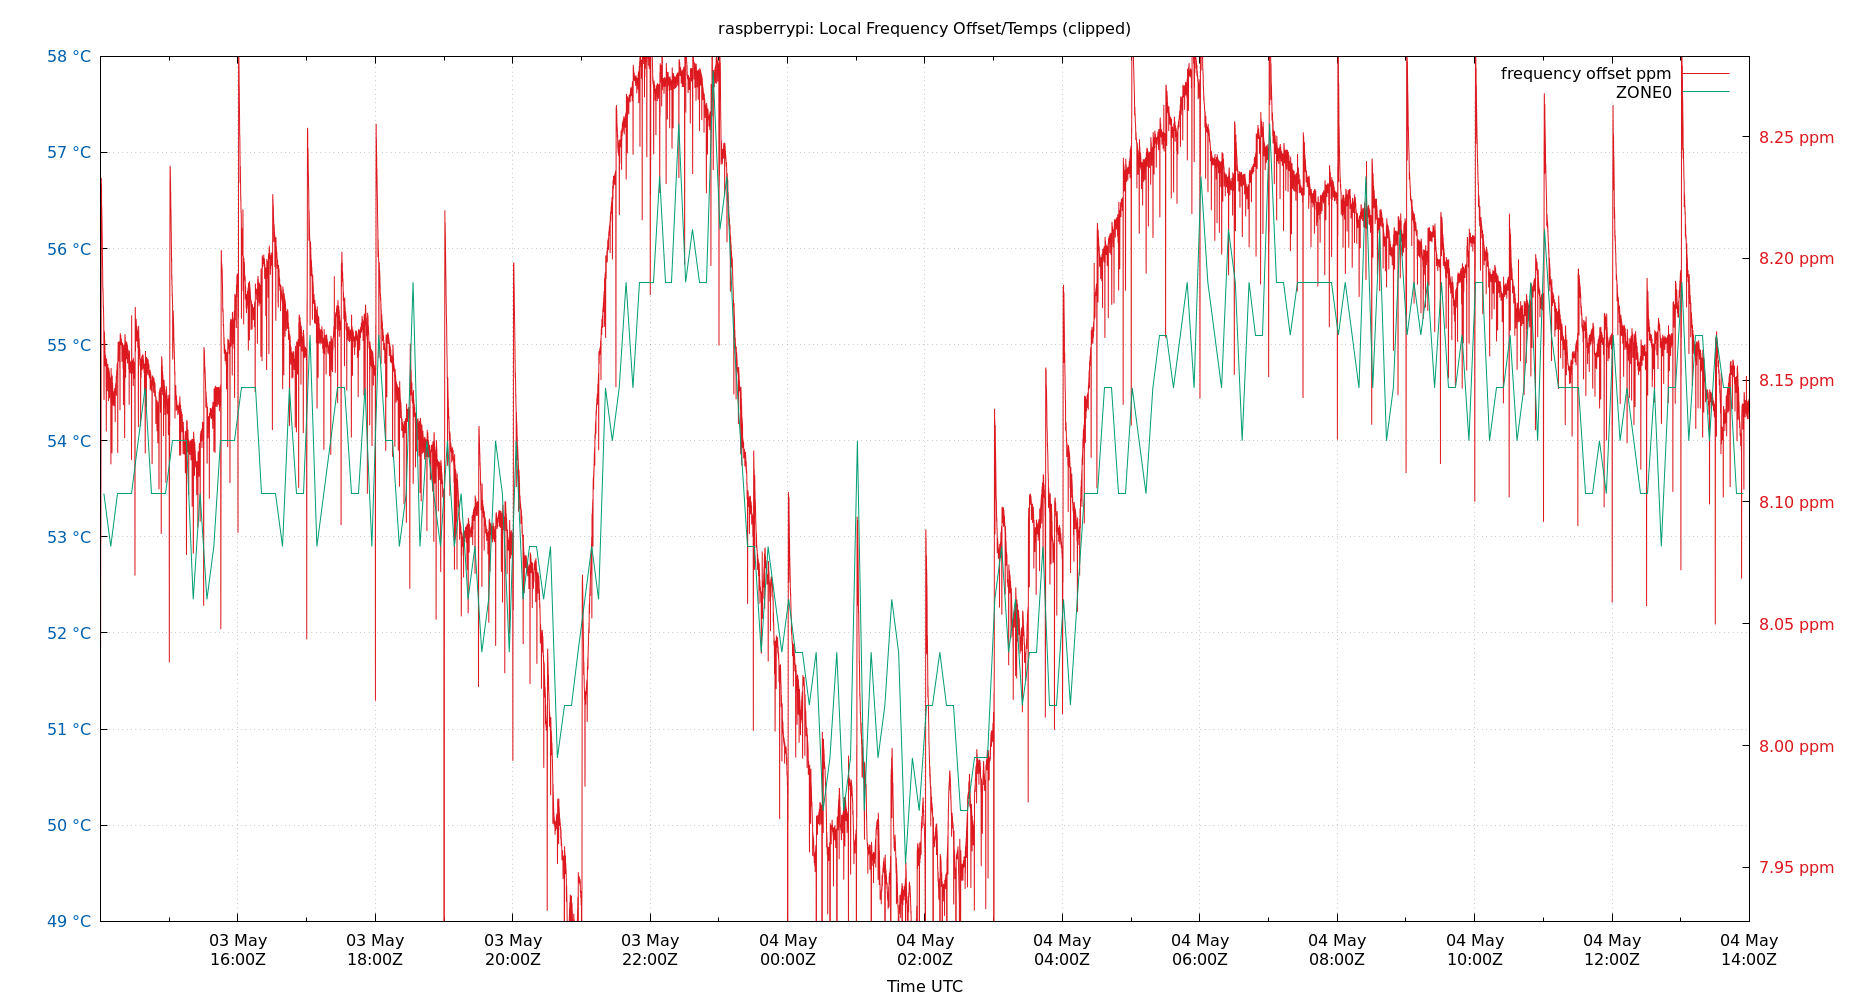 raspberrypi: Local Frequency Offset/Temps (clipped)
frequency offset ppm
ZONE0
58 °C
57 °C
56 °C
55 °C
54 °C
53 °C
52 °C
51 °C
50 °C
49 °C
8.25 ppm
8.20 ppm
8.15 ppm
8.10 ppm
8.05 ppm
8.00 ppm
7.95 ppm
03 May
16:00Z
03 May
18:00Z
03 May
20:00Z
03 May
22:00Z
04 May
00:00Z
04 May
02:00Z
04 May
04:00Z
04 May
06:00Z
04 May
08:00Z
04 May
10:00Z
04 May
12:00Z
04 May
14:00Z
Time UTC